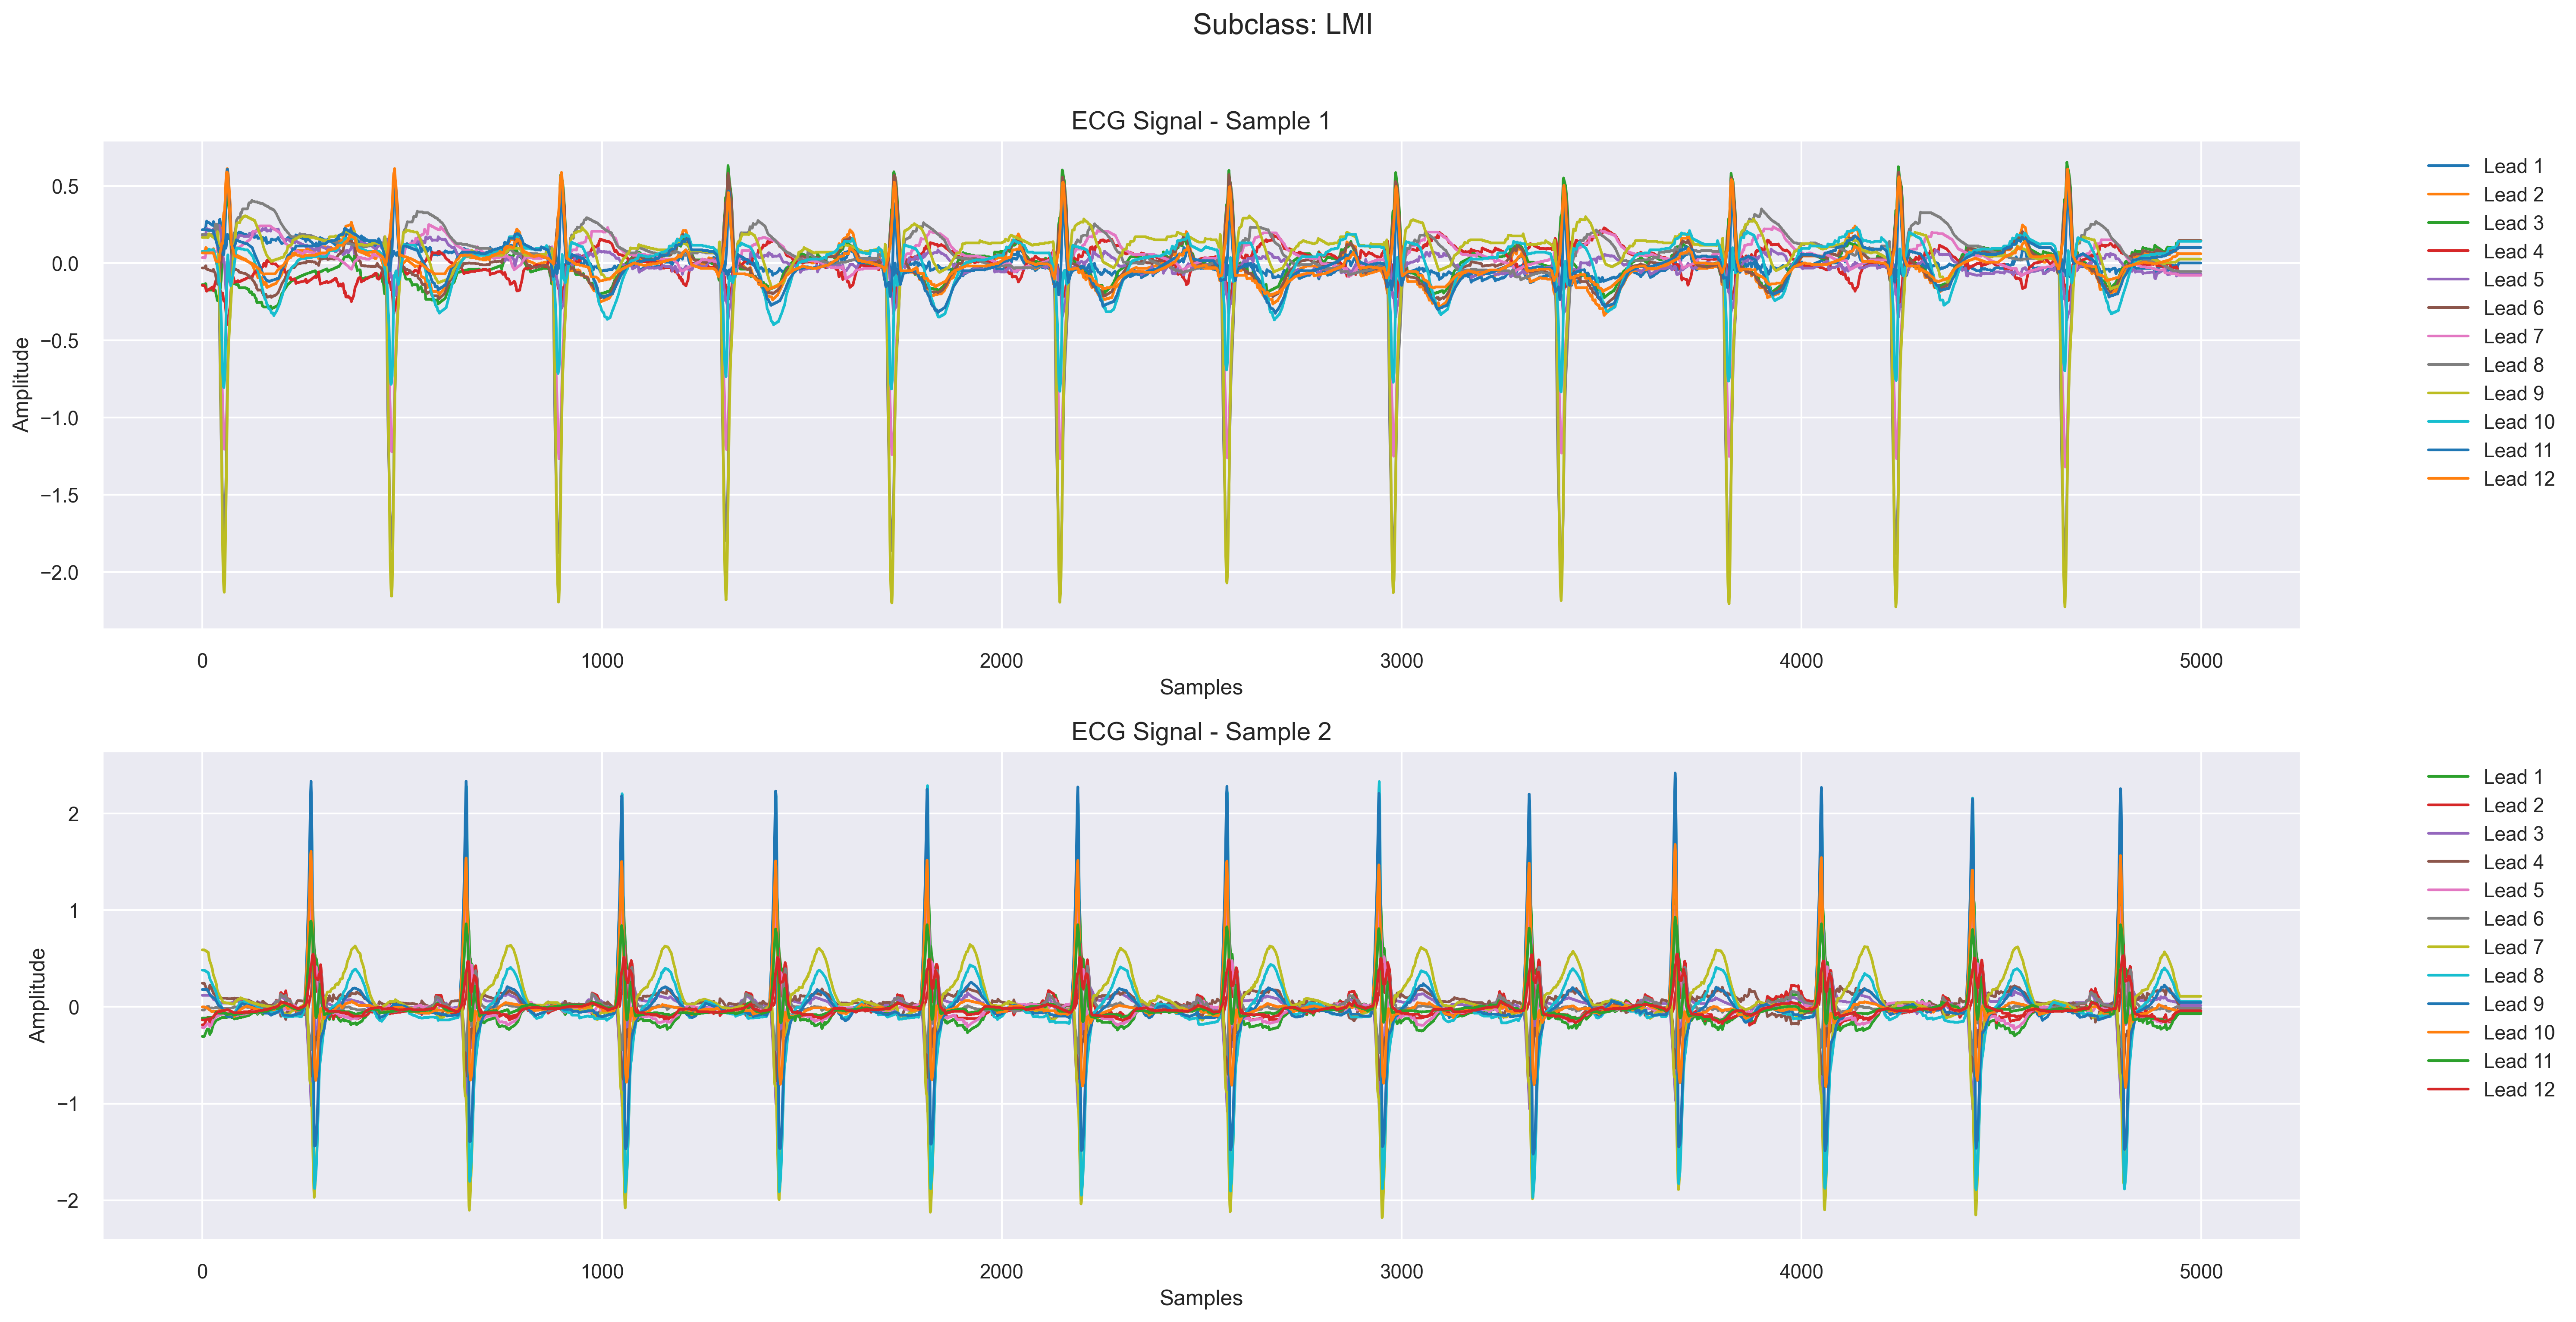 Subclass: LMI
ECG Signal - Sample 1
Amplitude
0.5
0.0
−0.5
−1.0
−1.5
−2.0
0 1000 2000 3000 4000 5000
Samples
Lead 1
Lead 2
Lead 3
Lead 4
Lead 5
Lead 6
Lead 7
Lead 8
Lead 9
Lead 10
Lead 11
Lead 12
ECG Signal - Sample 2
Amplitude
2
1
0
−1
−2
0 1000 2000 3000 4000 5000
Samples
Lead 1
Lead 2
Lead 3
Lead 4
Lead 5
Lead 6
Lead 7
Lead 8
Lead 9
Lead 10
Lead 11
Lead 12